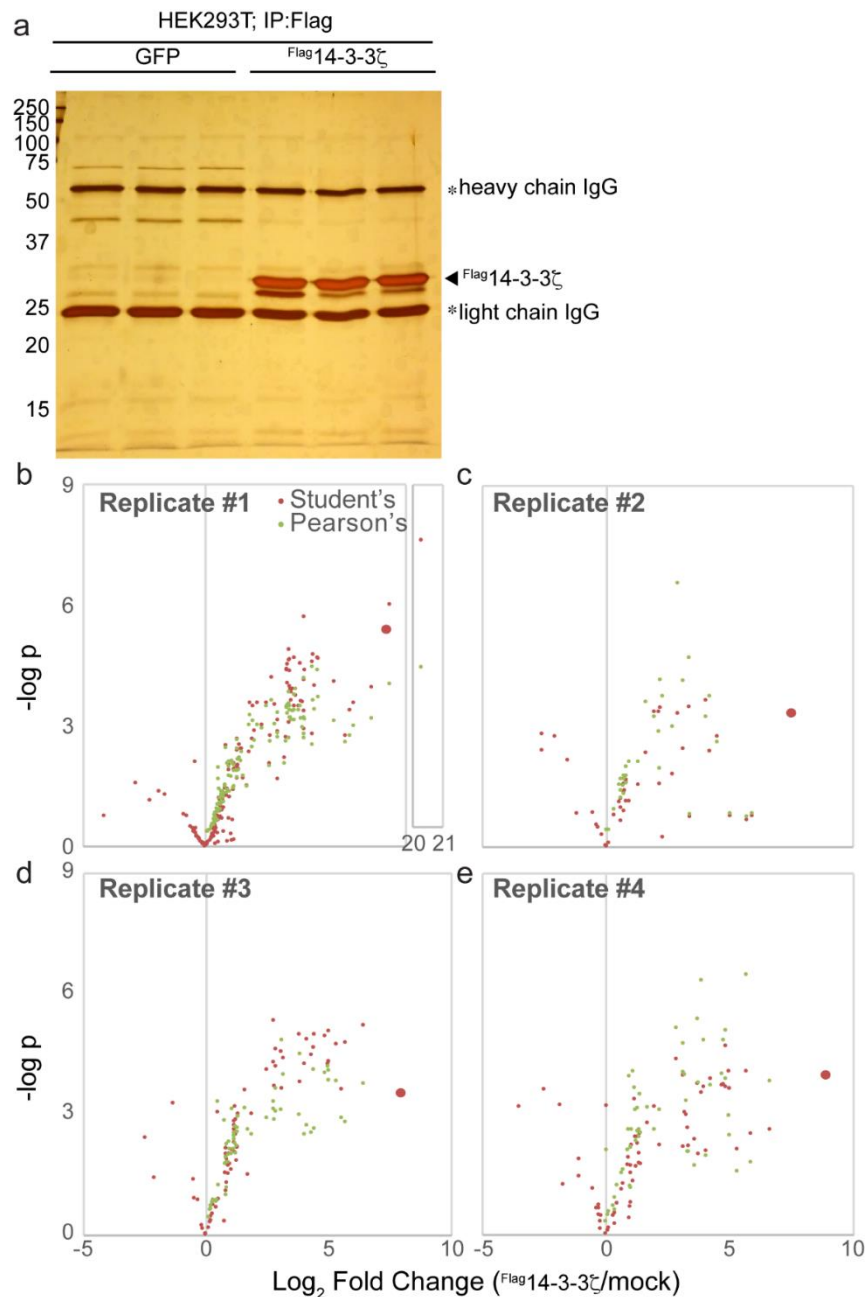 a
HEK293T; IP:Flag
GFP
Flag14-3-3ζ
250
150
100
75
50
37
25
20
15
*heavy chain IgG
◄Flag14-3-3ζ
*light chain IgG
b
9
Replicate #1
Student's
Pearson's
6
3
0
20 21
-log p
c
Replicate #2
d
9
Replicate #3
6
3
0
-5 0 5 10
-log p
e
Replicate #4
-5 0 5 10
Log2 Fold Change (Flag14-3-3ζ/mock)